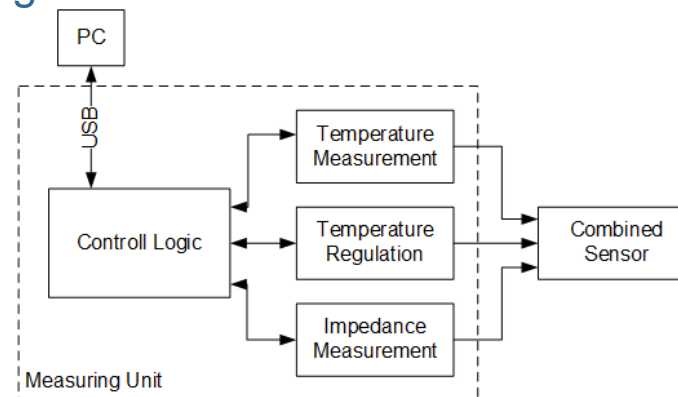 PC
USB
Temperature
Measurement
Controll Logic
Temperature
Regulation
Combined
Sensor
Impedance
Measurement
Measuring Unit